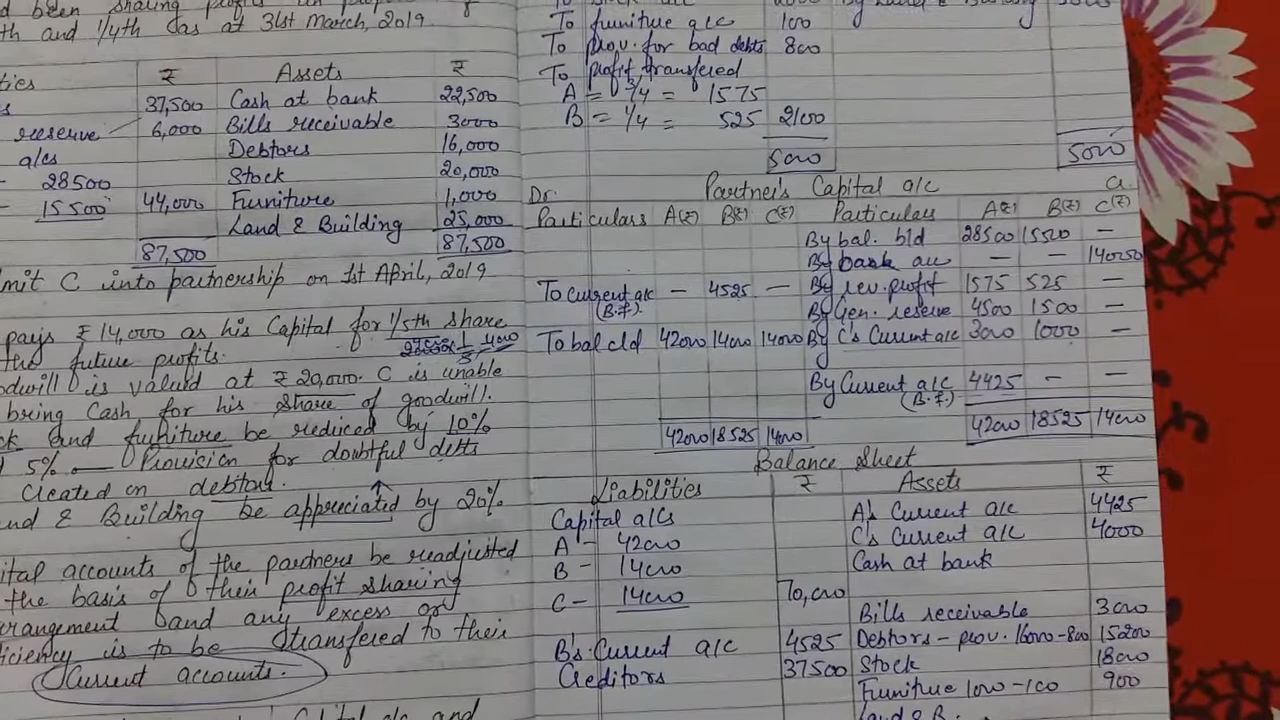 d been sharing profits in
th and 1/4th as at 31st March, 2019
ties ₹ Assets ₹
s 37,500 Cash at bank 22,500
reserve 6,000 Bills receivable 3000
a/cs Debtors 16,000
28500 Stock 20,000
15500 44,000 Furniture 1,000
Land & Building 25,000
87,500 87,500
mit C into partnership on 1st April, 2019
pays ₹14,000 as his Capital for 1/5th share
the future profits.
odwill is valued at ₹20,000. C is unable
bring Cash for his share of goodwill.
ck and furniture be reduced by 10%
5% — Provision for doubtful debts
created on debtors.
and & Building be appreciated by 20%
ital accounts of the partners be readjusted
the basis of their profit sharing
rrangement and any excess or
iciency is to be transfered to their
Current accounts.
Capital a/c and
To furniture a/c 100
To prov. for bad debts 800
To profit transfered
A = 3/4 = 1575
B = 1/4 = 525 2100
5000 5000
Partner's Capital a/c
Dr. Cr.
Particulars A(₹) B(₹) C(₹) Particulars A(₹) B(₹) C(₹)
By bal. b/d 28500 15500 —
By bank a/c — — 14000
To Current a/c — 4525 — By rev. profit 1575 525 —
(B.f.) By Gen. reserve 4500 1500 —
To bal c/d 42000 14000 14000 By C's Current a/c 3000 1000 —
By Current a/c 4425 — —
(B.f.)
42000 18525 14000 42000 18525 14000
Balance Sheet
Liabilities ₹ Assets ₹
Capital a/cs A's Current a/c 4425
A - 42000 C's Current a/c 4000
B - 14000 Cash at bank
C - 14000 70,000
Bills receivable 3000
B's Current a/c 4525 Debtors - prov. 16000-800 15200
Creditors 37500 Stock 18000
Furniture 1000-100 900
Land & B.